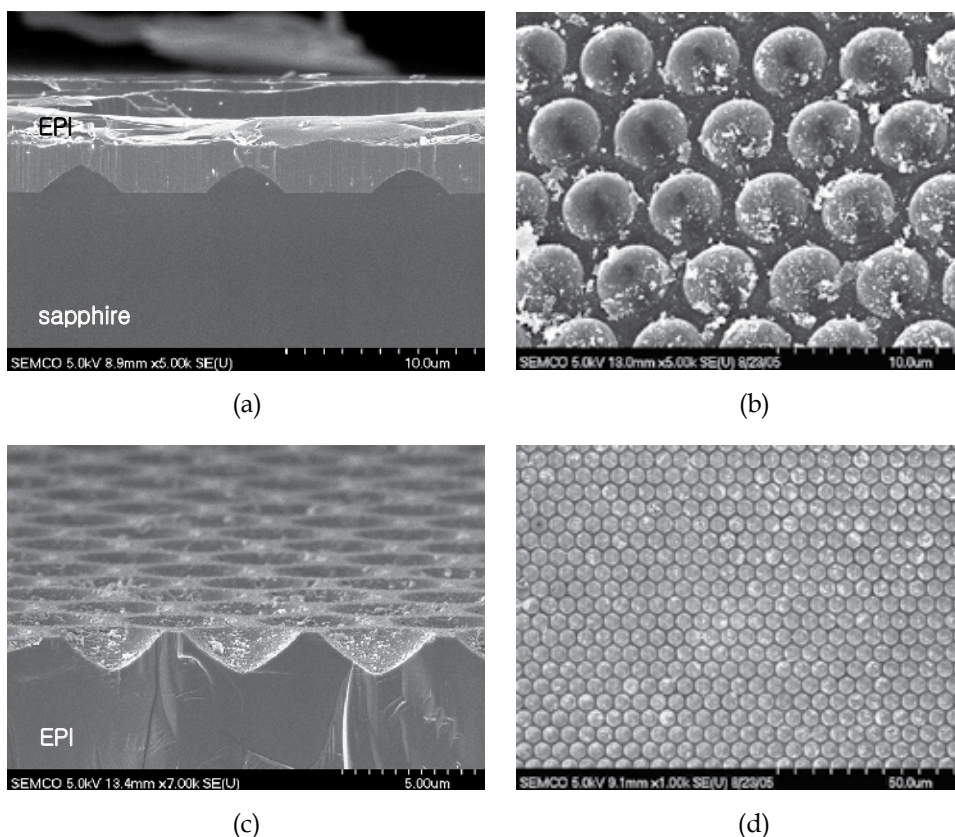 EPI
sapphire
SEMCO 5.0kV 8.9mm x5.00k SE(U) 10.0um
SEMCO 5.0kV 13.0mm x5.00k SE(U) 8/23/05 10.0um
(a)
(b)
EPI
SEMCO 5.0kV 13.4mm x7.00k SE(U) 5.00um
SEMCO 5.0kV 9.1mm x1.00k SE(U) 8/23/05 50.0um
(c)
(d)